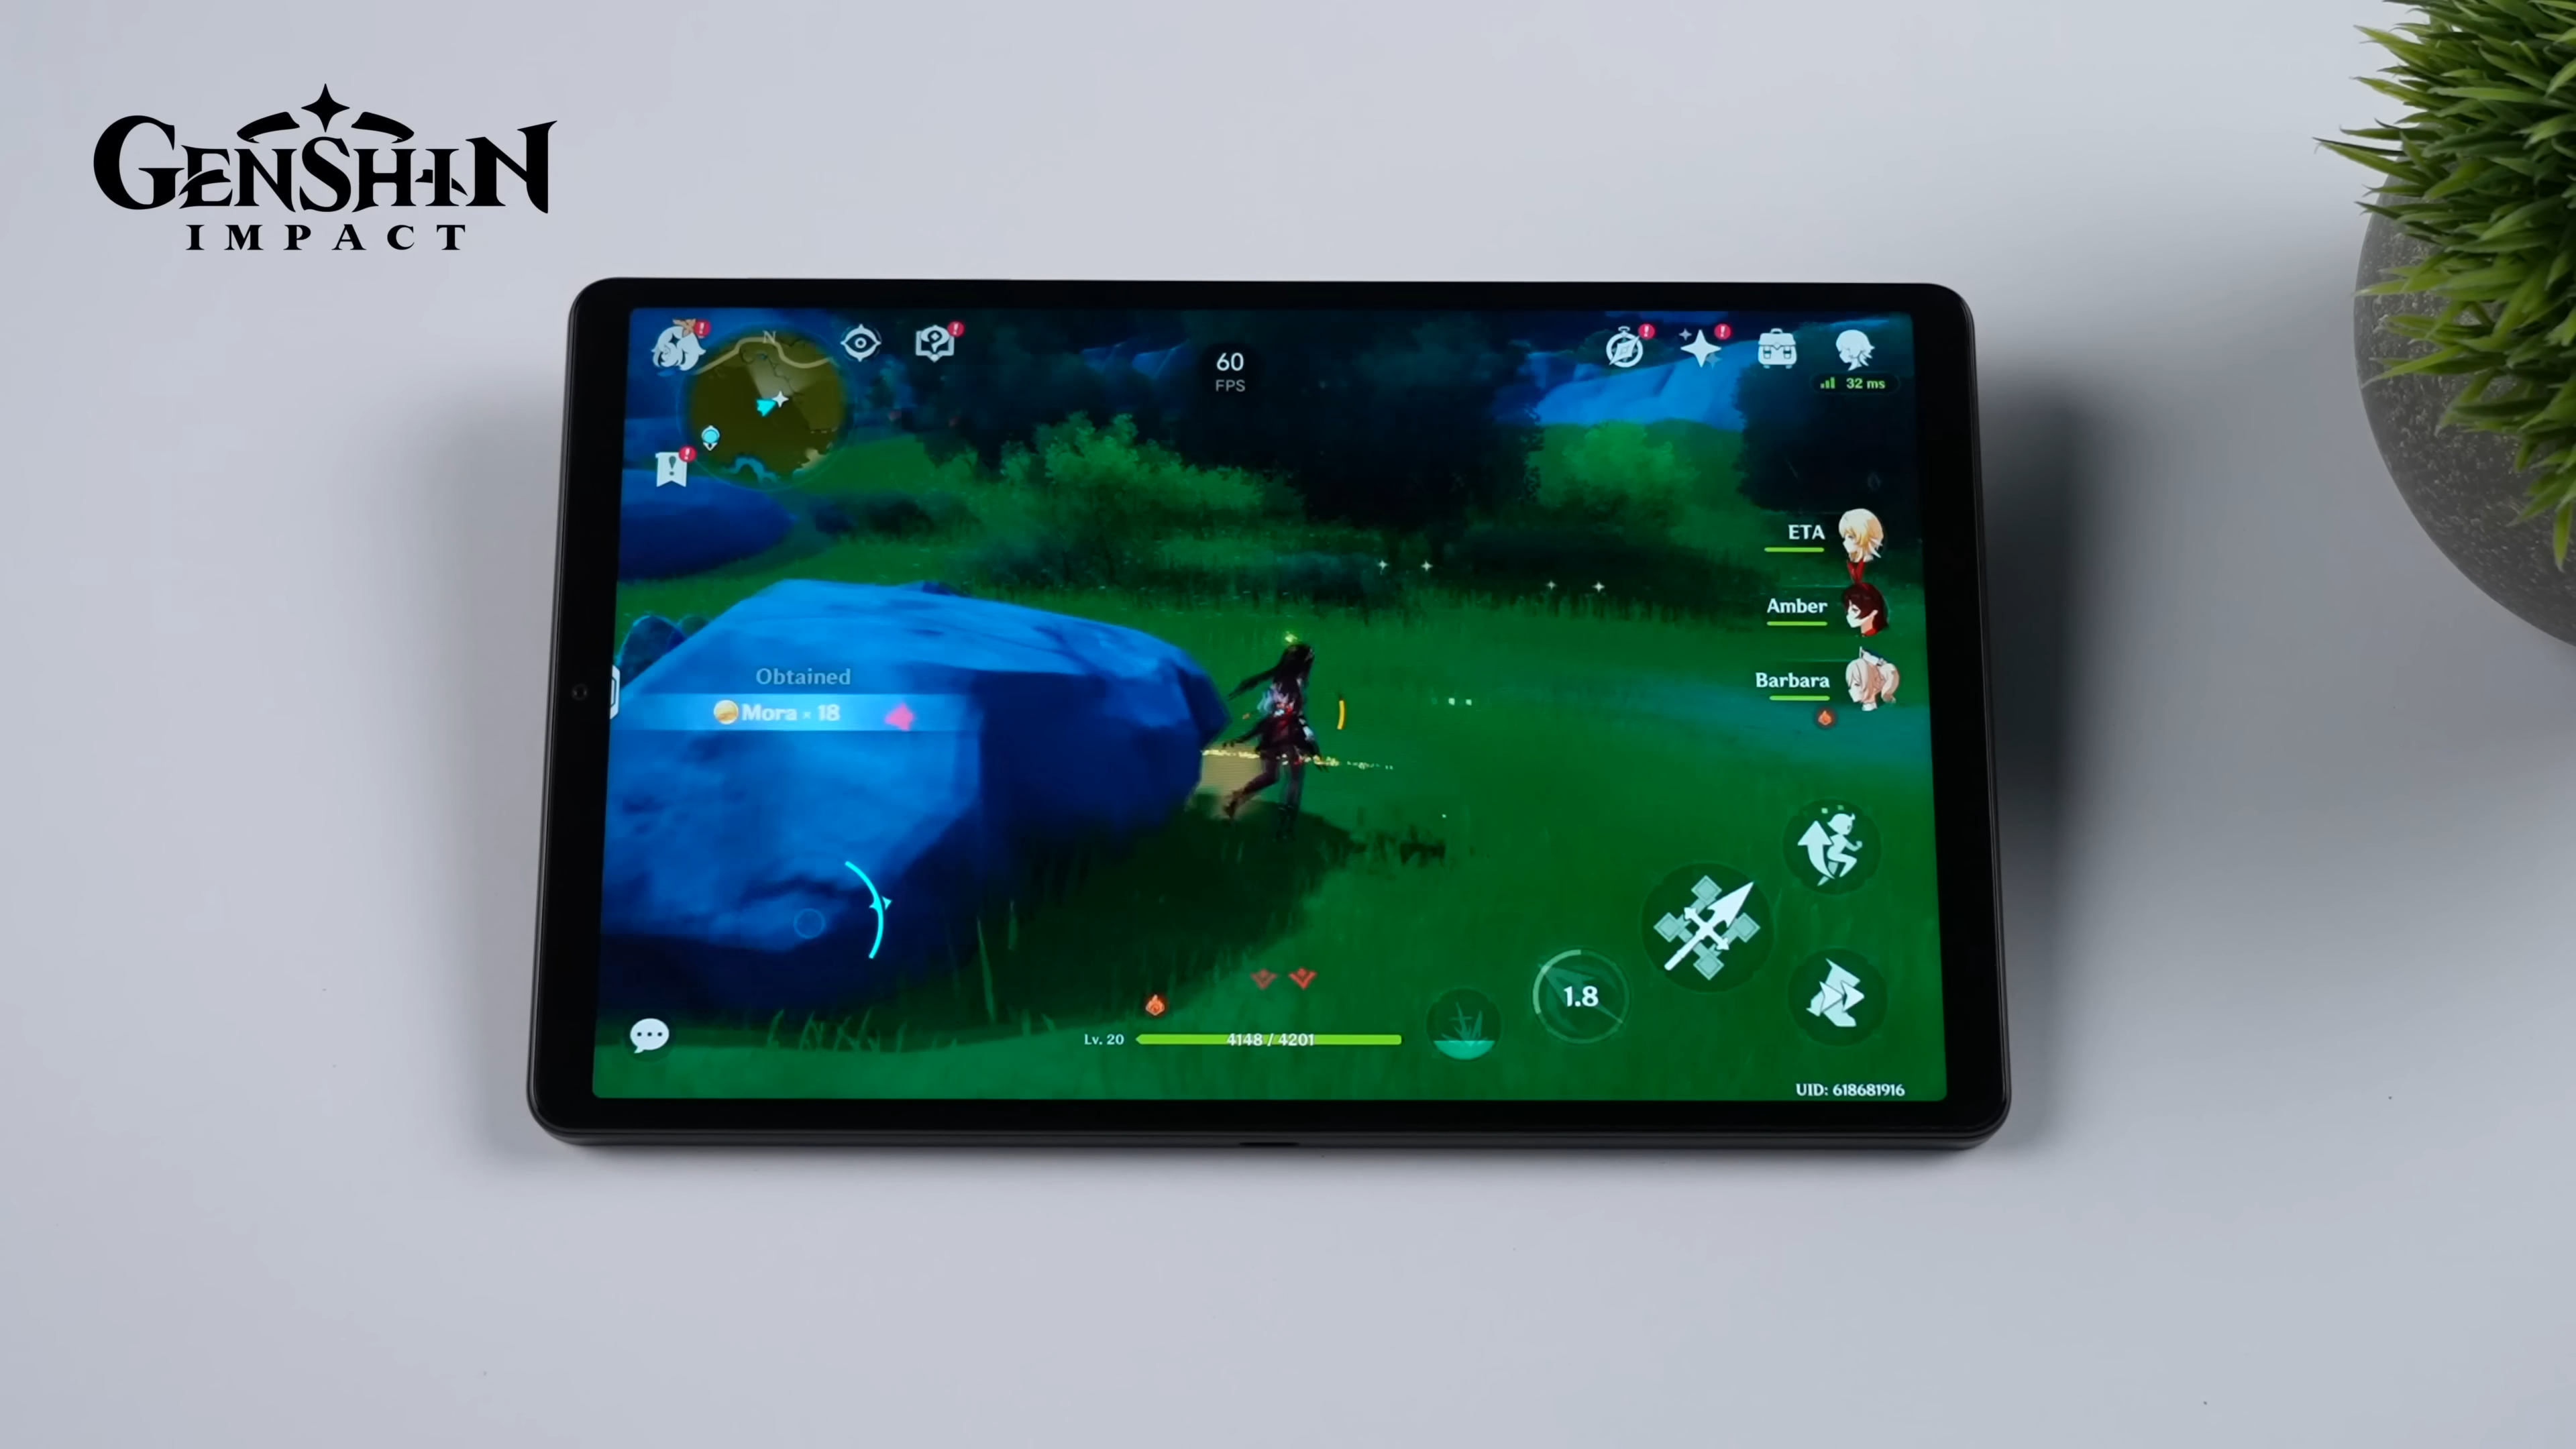 GENSHIN
IMPACT
N
60
FPS
32 ms
ETA
Amber
Barbara
Obtained
Mora × 18
1.8
Lv. 20
4148 / 4201
UID: 618681916